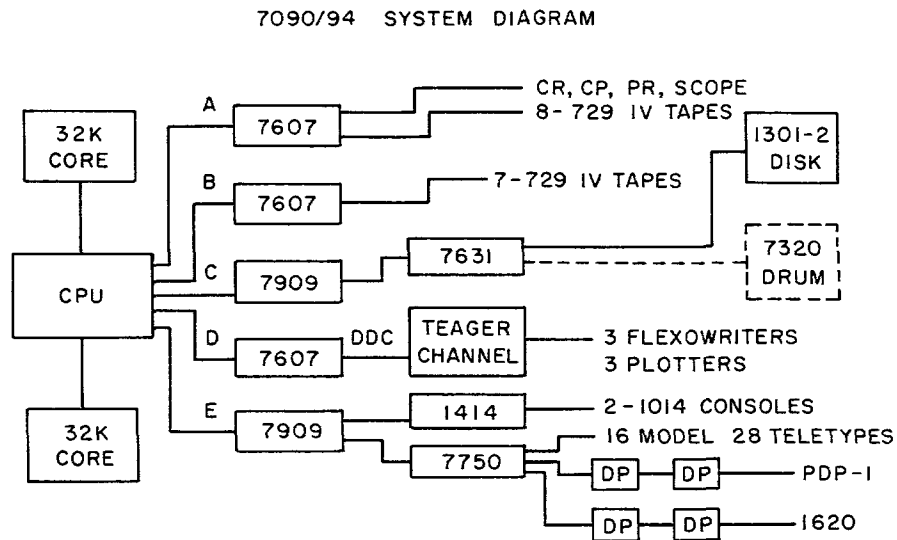 7090/94 SYSTEM DIAGRAM
32K
CORE
CPU
32K
CORE
A
7607
CR, CP, PR, SCOPE
8-729 IV TAPES
B
7607
7-729 IV TAPES
C
7909
7631
1301-2
DISK
7320
DRUM
D
7607
DDC
TEAGER
CHANNEL
3 FLEXOWRITERS
3 PLOTTERS
E
7909
1414
2-1014 CONSOLES
7750
16 MODEL 28 TELETYPES
DP
DP
PDP-1
DP
DP
1620